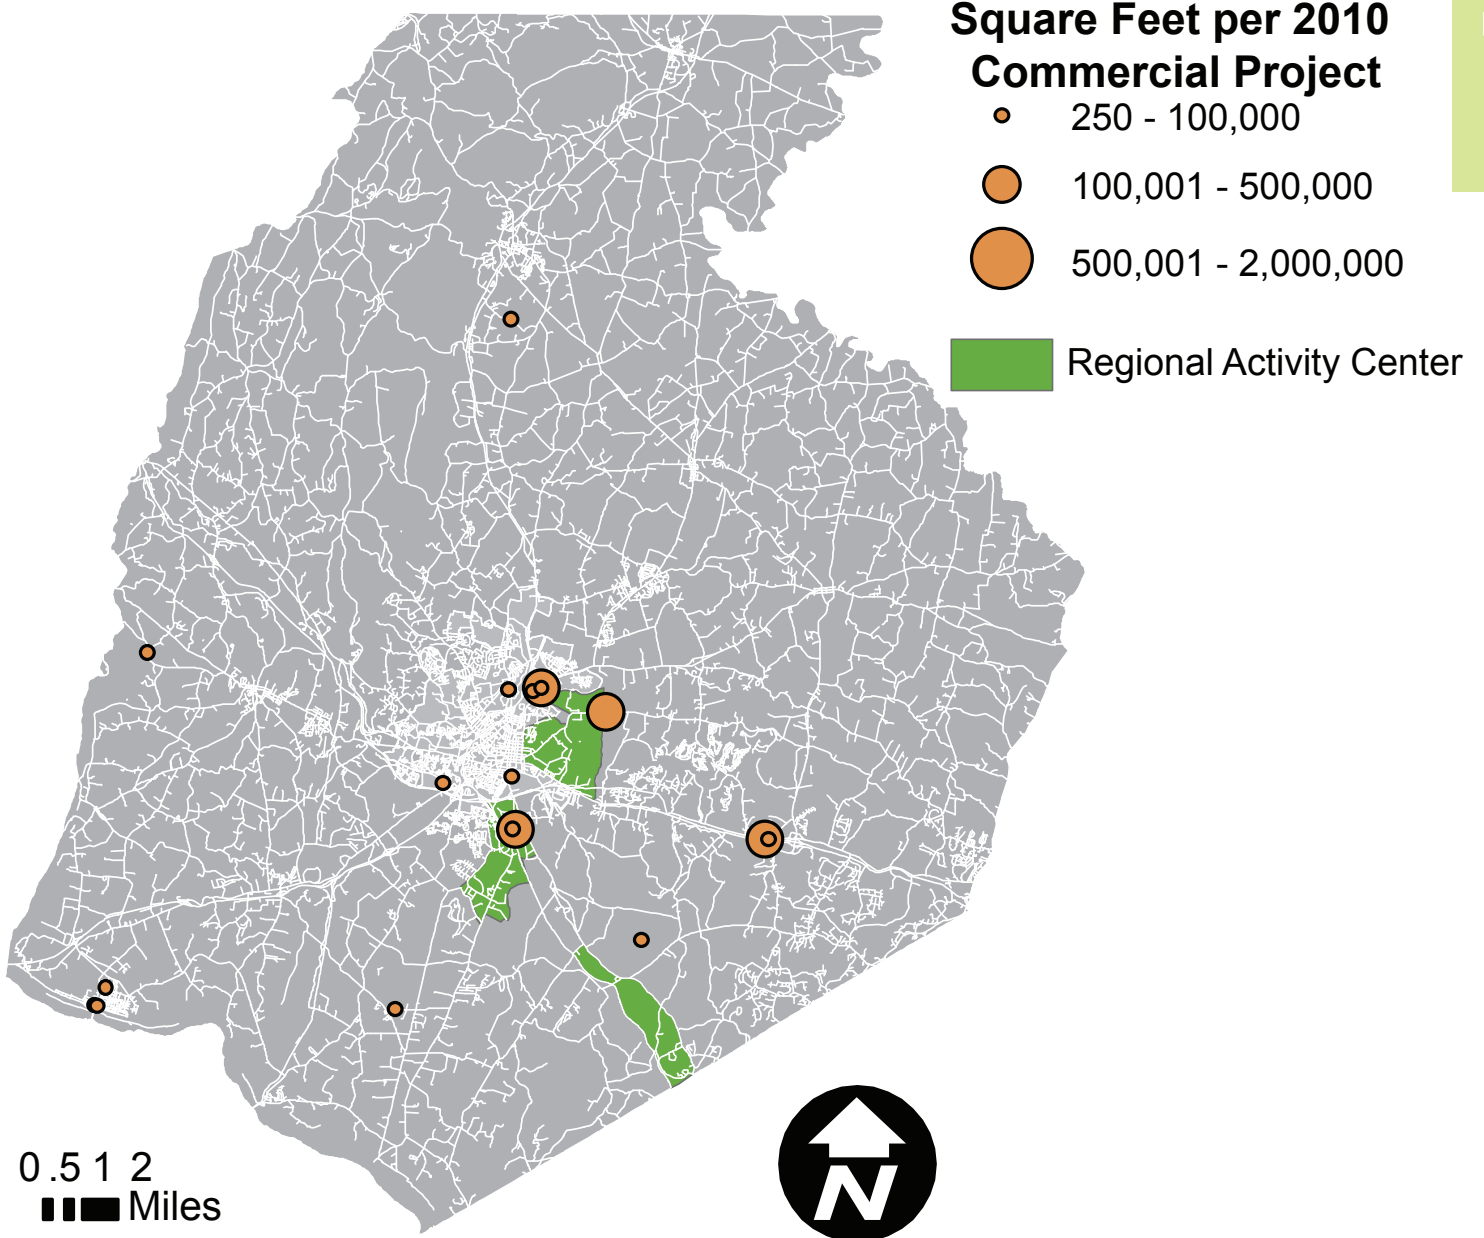 Square Feet per 2010
Commercial Project
250 - 100,000
100,001 - 500,000
500,001 - 2,000,000
Regional Activity Center
0 .5 1 2
Miles
N